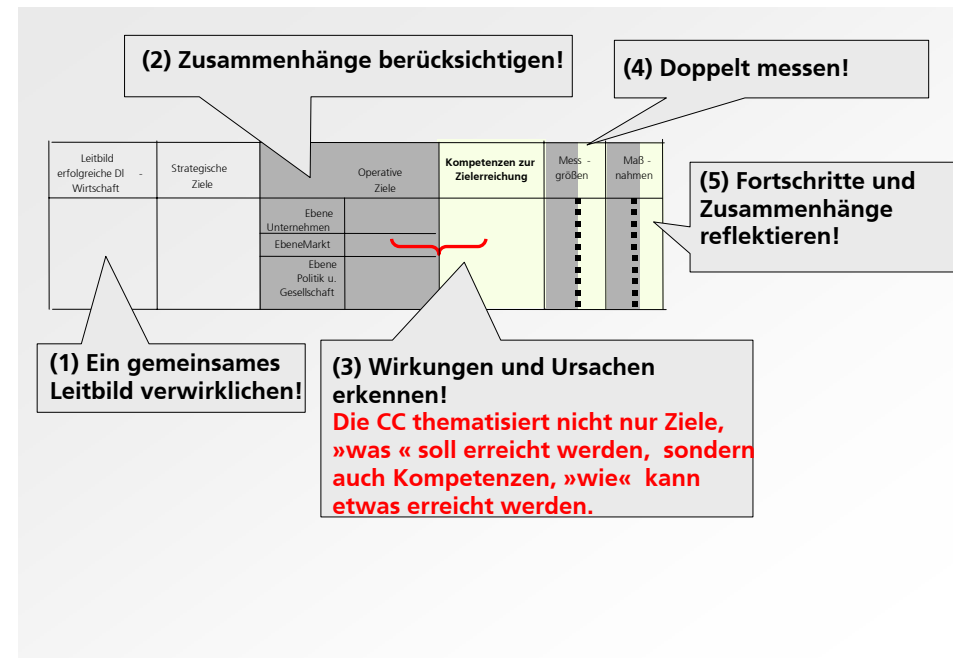 (2) Zusammenhänge berücksichtigen!
(4) Doppelt messen!
Leitbild
erfolgreiche DI -
Wirtschaft
Strategische
Ziele
Operative
Ziele
Kompetenzen zur
Zielerreichung
Mess -
größen
Maß -
nahmen
(5) Fortschritte und
Zusammenhänge
reflektieren!
Ebene
Unternehmen
EbeneMarkt
Ebene
Politik u.
Gesellschaft
(1) Ein gemeinsames
Leitbild verwirklichen!
(3) Wirkungen und Ursachen
erkennen!
Die CC thematisiert nicht nur Ziele,
»was « soll erreicht werden, sondern
auch Kompetenzen, »wie« kann
etwas erreicht werden.